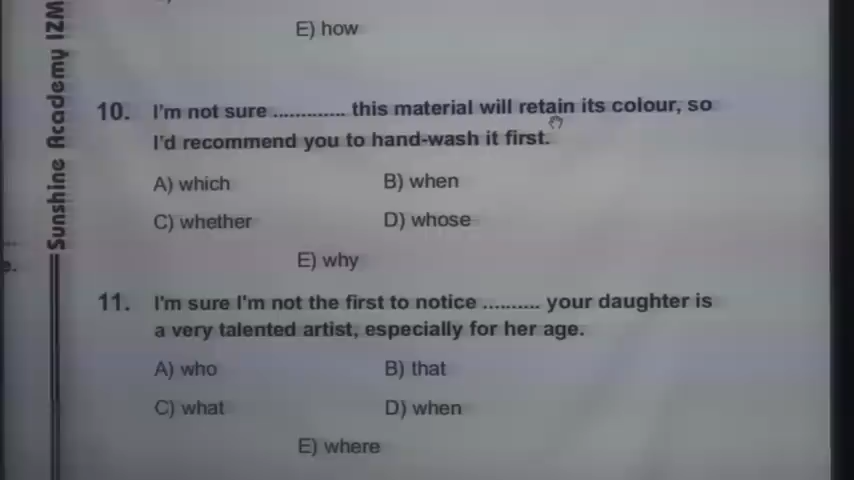 Sunshine Academy IZM
E) how
10. I'm not sure ............. this material will retain its colour, so
I'd recommend you to hand-wash it first.
A) which
B) when
C) whether
D) whose
E) why
11. I'm sure I'm not the first to notice .......... your daughter is
a very talented artist, especially for her age.
A) who
B) that
C) what
D) when
E) where